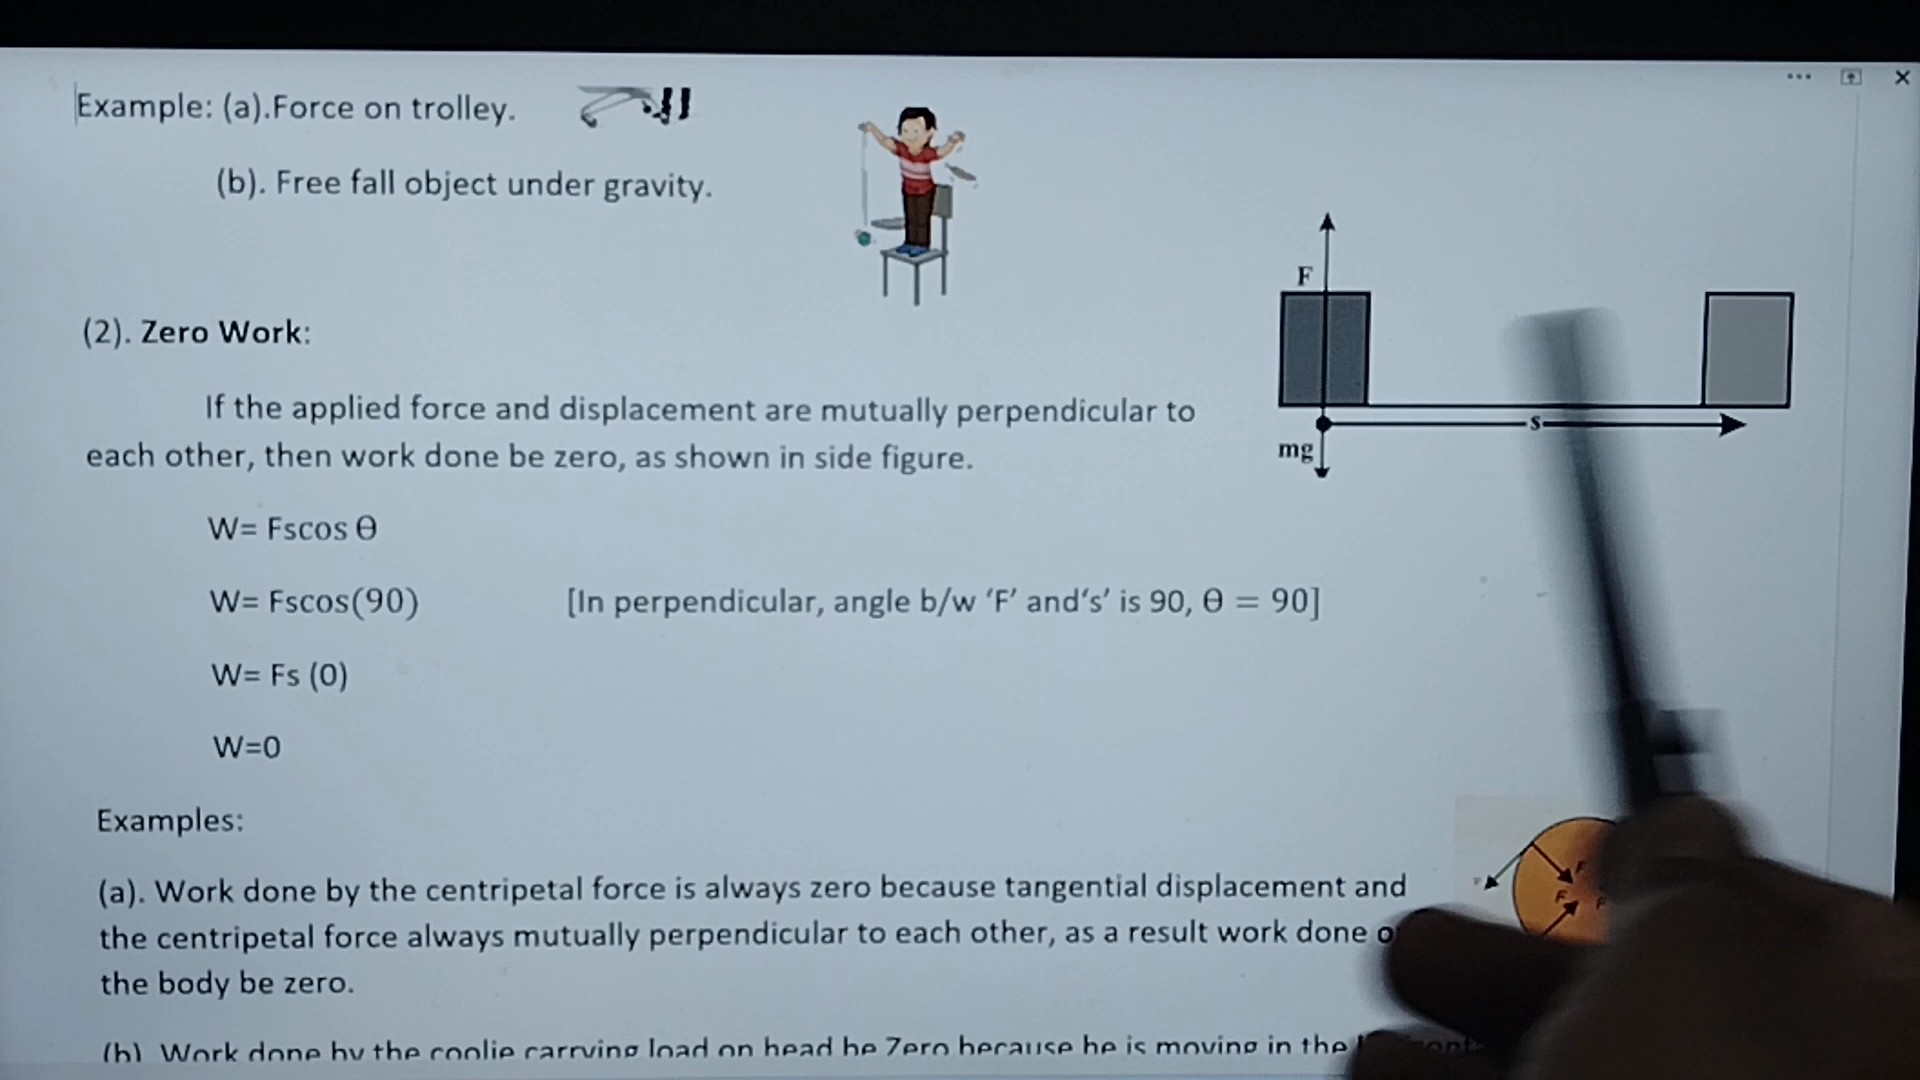 Example: (a).Force on trolley.
(b). Free fall object under gravity.
F
(2). Zero Work:
If the applied force and displacement are mutually perpendicular to
s
mg
each other, then work done be zero, as shown in side figure.
W= Fscos Θ
W= Fscos(90) [In perpendicular, angle b/w ‘F’ and‘s’ is 90, Θ = 90]
W= Fs (0)
W=0
Examples:
(a). Work done by the centripetal force is always zero because tangential displacement and
F
F
the centripetal force always mutually perpendicular to each other, as a result work done
the body be zero.
(b) Work done by the coolie carrying load on head be Zero because he is moving in the